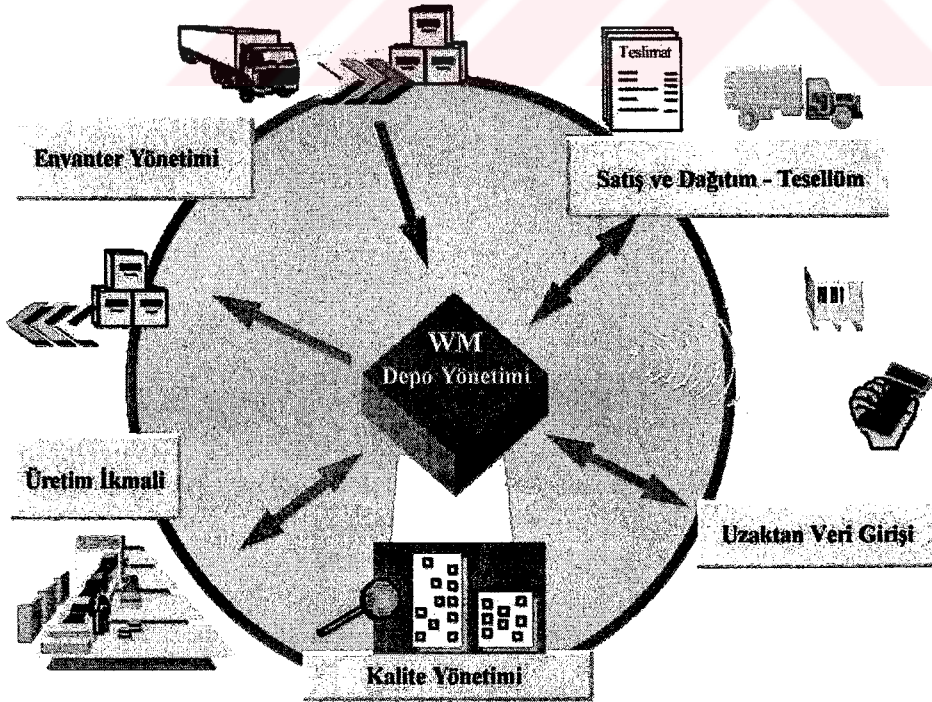 Teslimat
Envanter Yönetimi
Satış ve Dağıtım - Tesellüm
WM
Depo Yönetimi
Üretim İkmali
Uzaktan Veri Girişi
Kalite Yönetimi